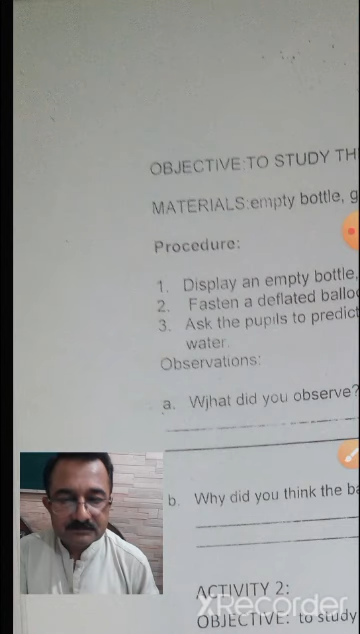 OBJECTIVE:TO STUDY TH
MATERIALS:empty bottle, g
Procedure:
1. Display an empty bottle,
2. Fasten a deflated balloo
3. Ask the pupils to predict
water.
Observations:
a. Wjhat did you observe?
b. Why did you think the ba
ACTIVITY 2:
OBJECTIVE: to study
XRecorder